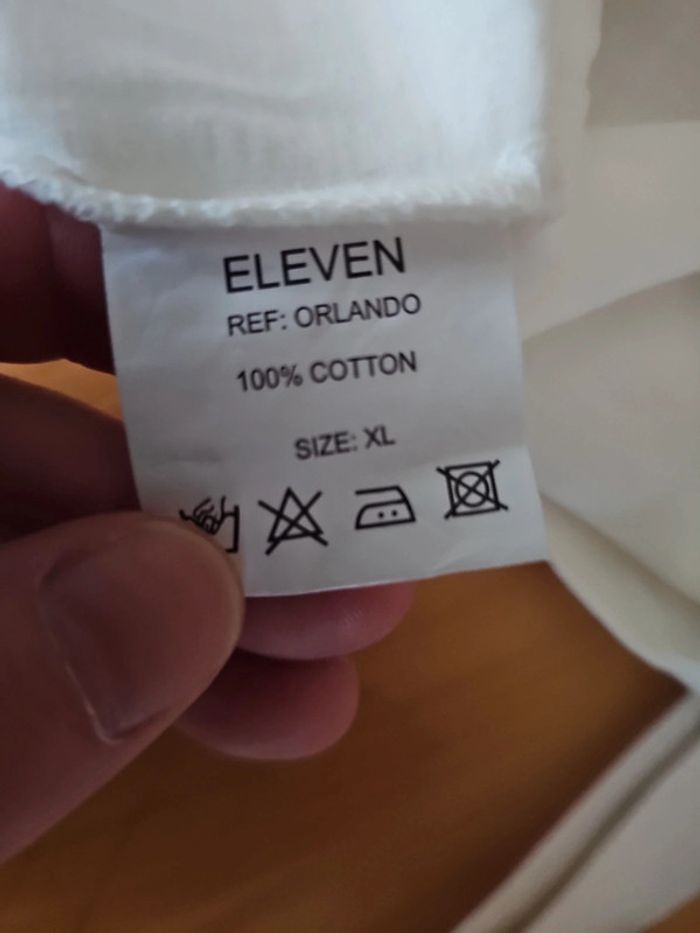 ELEVEN
REF: ORLANDO
100% COTTON
SIZE: XL